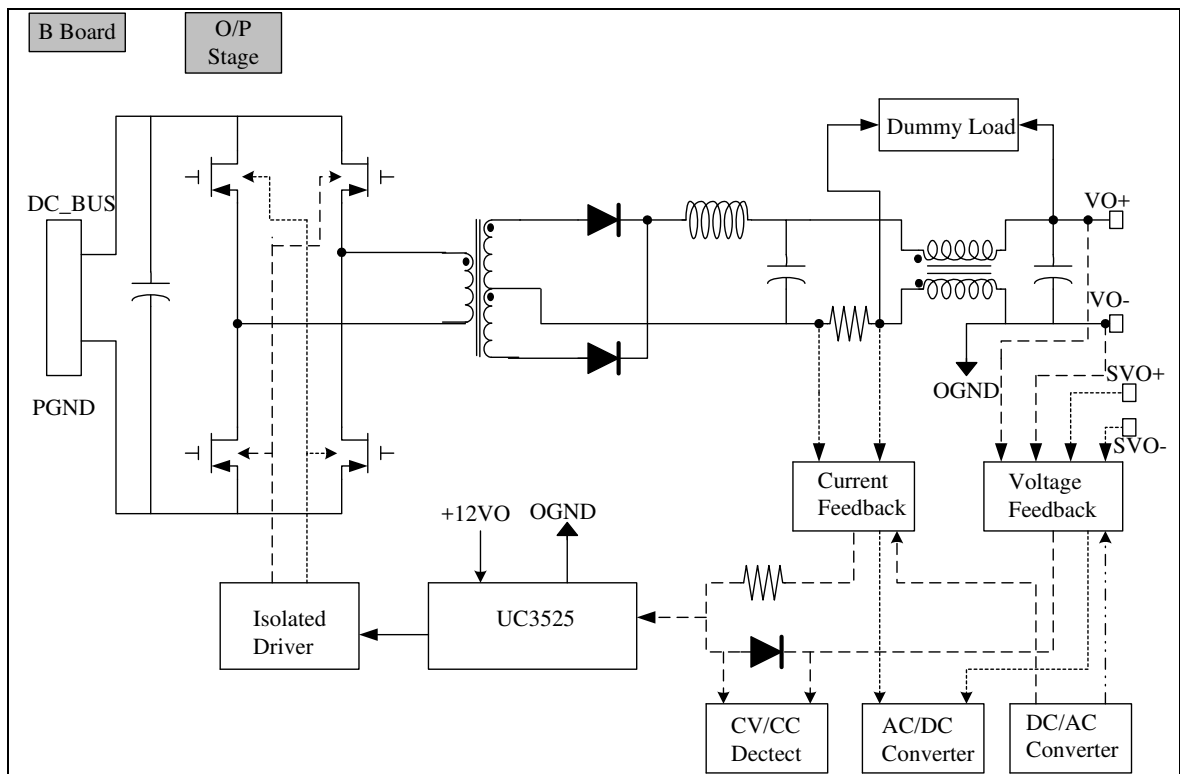 B Board
O/P
Stage
Dummy Load
DC_BUS
VO+
VO-
SVO+
OGND
PGND
SVO-
Current
Feedback
Voltage
Feedback
+12VO
OGND
Isolated
Driver
UC3525
CV/CC
Dectect
AC/DC
Converter
DC/AC
Converter